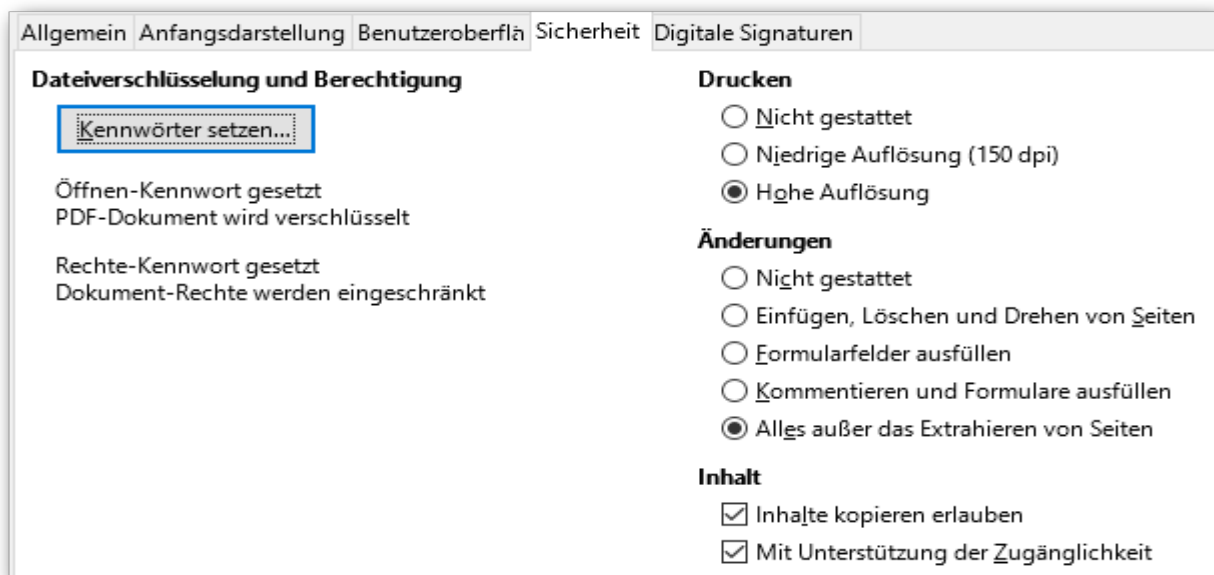 Allgemein Anfangsdarstellung Benutzeroberflä Sicherheit Digitale Signaturen
Dateiverschlüsselung und Berechtigung
Kennwörter setzen...
Öffnen-Kennwort gesetzt
PDF-Dokument wird verschlüsselt
Rechte-Kennwort gesetzt
Dokument-Rechte werden eingeschränkt
Drucken
Nicht gestattet
Niedrige Auflösung (150 dpi)
Hohe Auflösung
Änderungen
Nicht gestattet
Einfügen, Löschen und Drehen von Seiten
Formularfelder ausfüllen
Kommentieren und Formulare ausfüllen
Alles außer das Extrahieren von Seiten
Inhalt
Inhalte kopieren erlauben
Mit Unterstützung der Zugänglichkeit